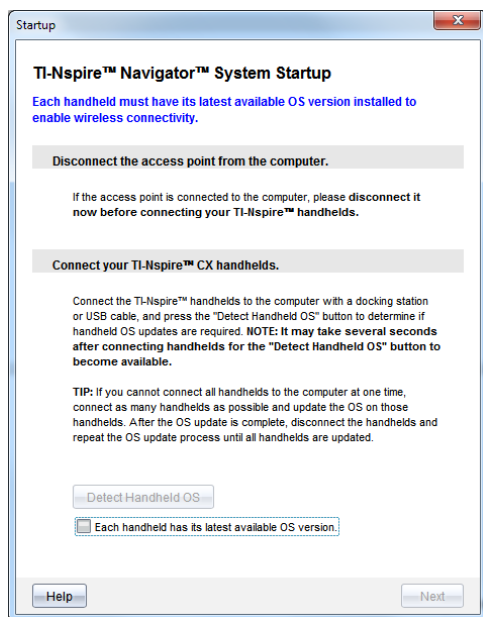 Startup
TI-Nspire™ Navigator™ System Startup
Each handheld must have its latest available OS version installed to
enable wireless connectivity.
Disconnect the access point from the computer.
If the access point is connected to the computer, please disconnect it
now before connecting your TI-Nspire™ handhelds.
Connect your TI-Nspire™ CX handhelds.
Connect the TI-Nspire™ handhelds to the computer with a docking station
or USB cable, and press the "Detect Handheld OS" button to determine if
handheld OS updates are required. NOTE: It may take several seconds
after connecting handhelds for the "Detect Handheld OS" button to
become available.
TIP: If you cannot connect all handhelds to the computer at one time,
connect as many handhelds as possible and update the OS on those
handhelds. After the OS update is complete, disconnect the handhelds and
repeat the OS update process until all handhelds are updated.
Detect Handheld OS
Each handheld has its latest available OS version.
Help
Next